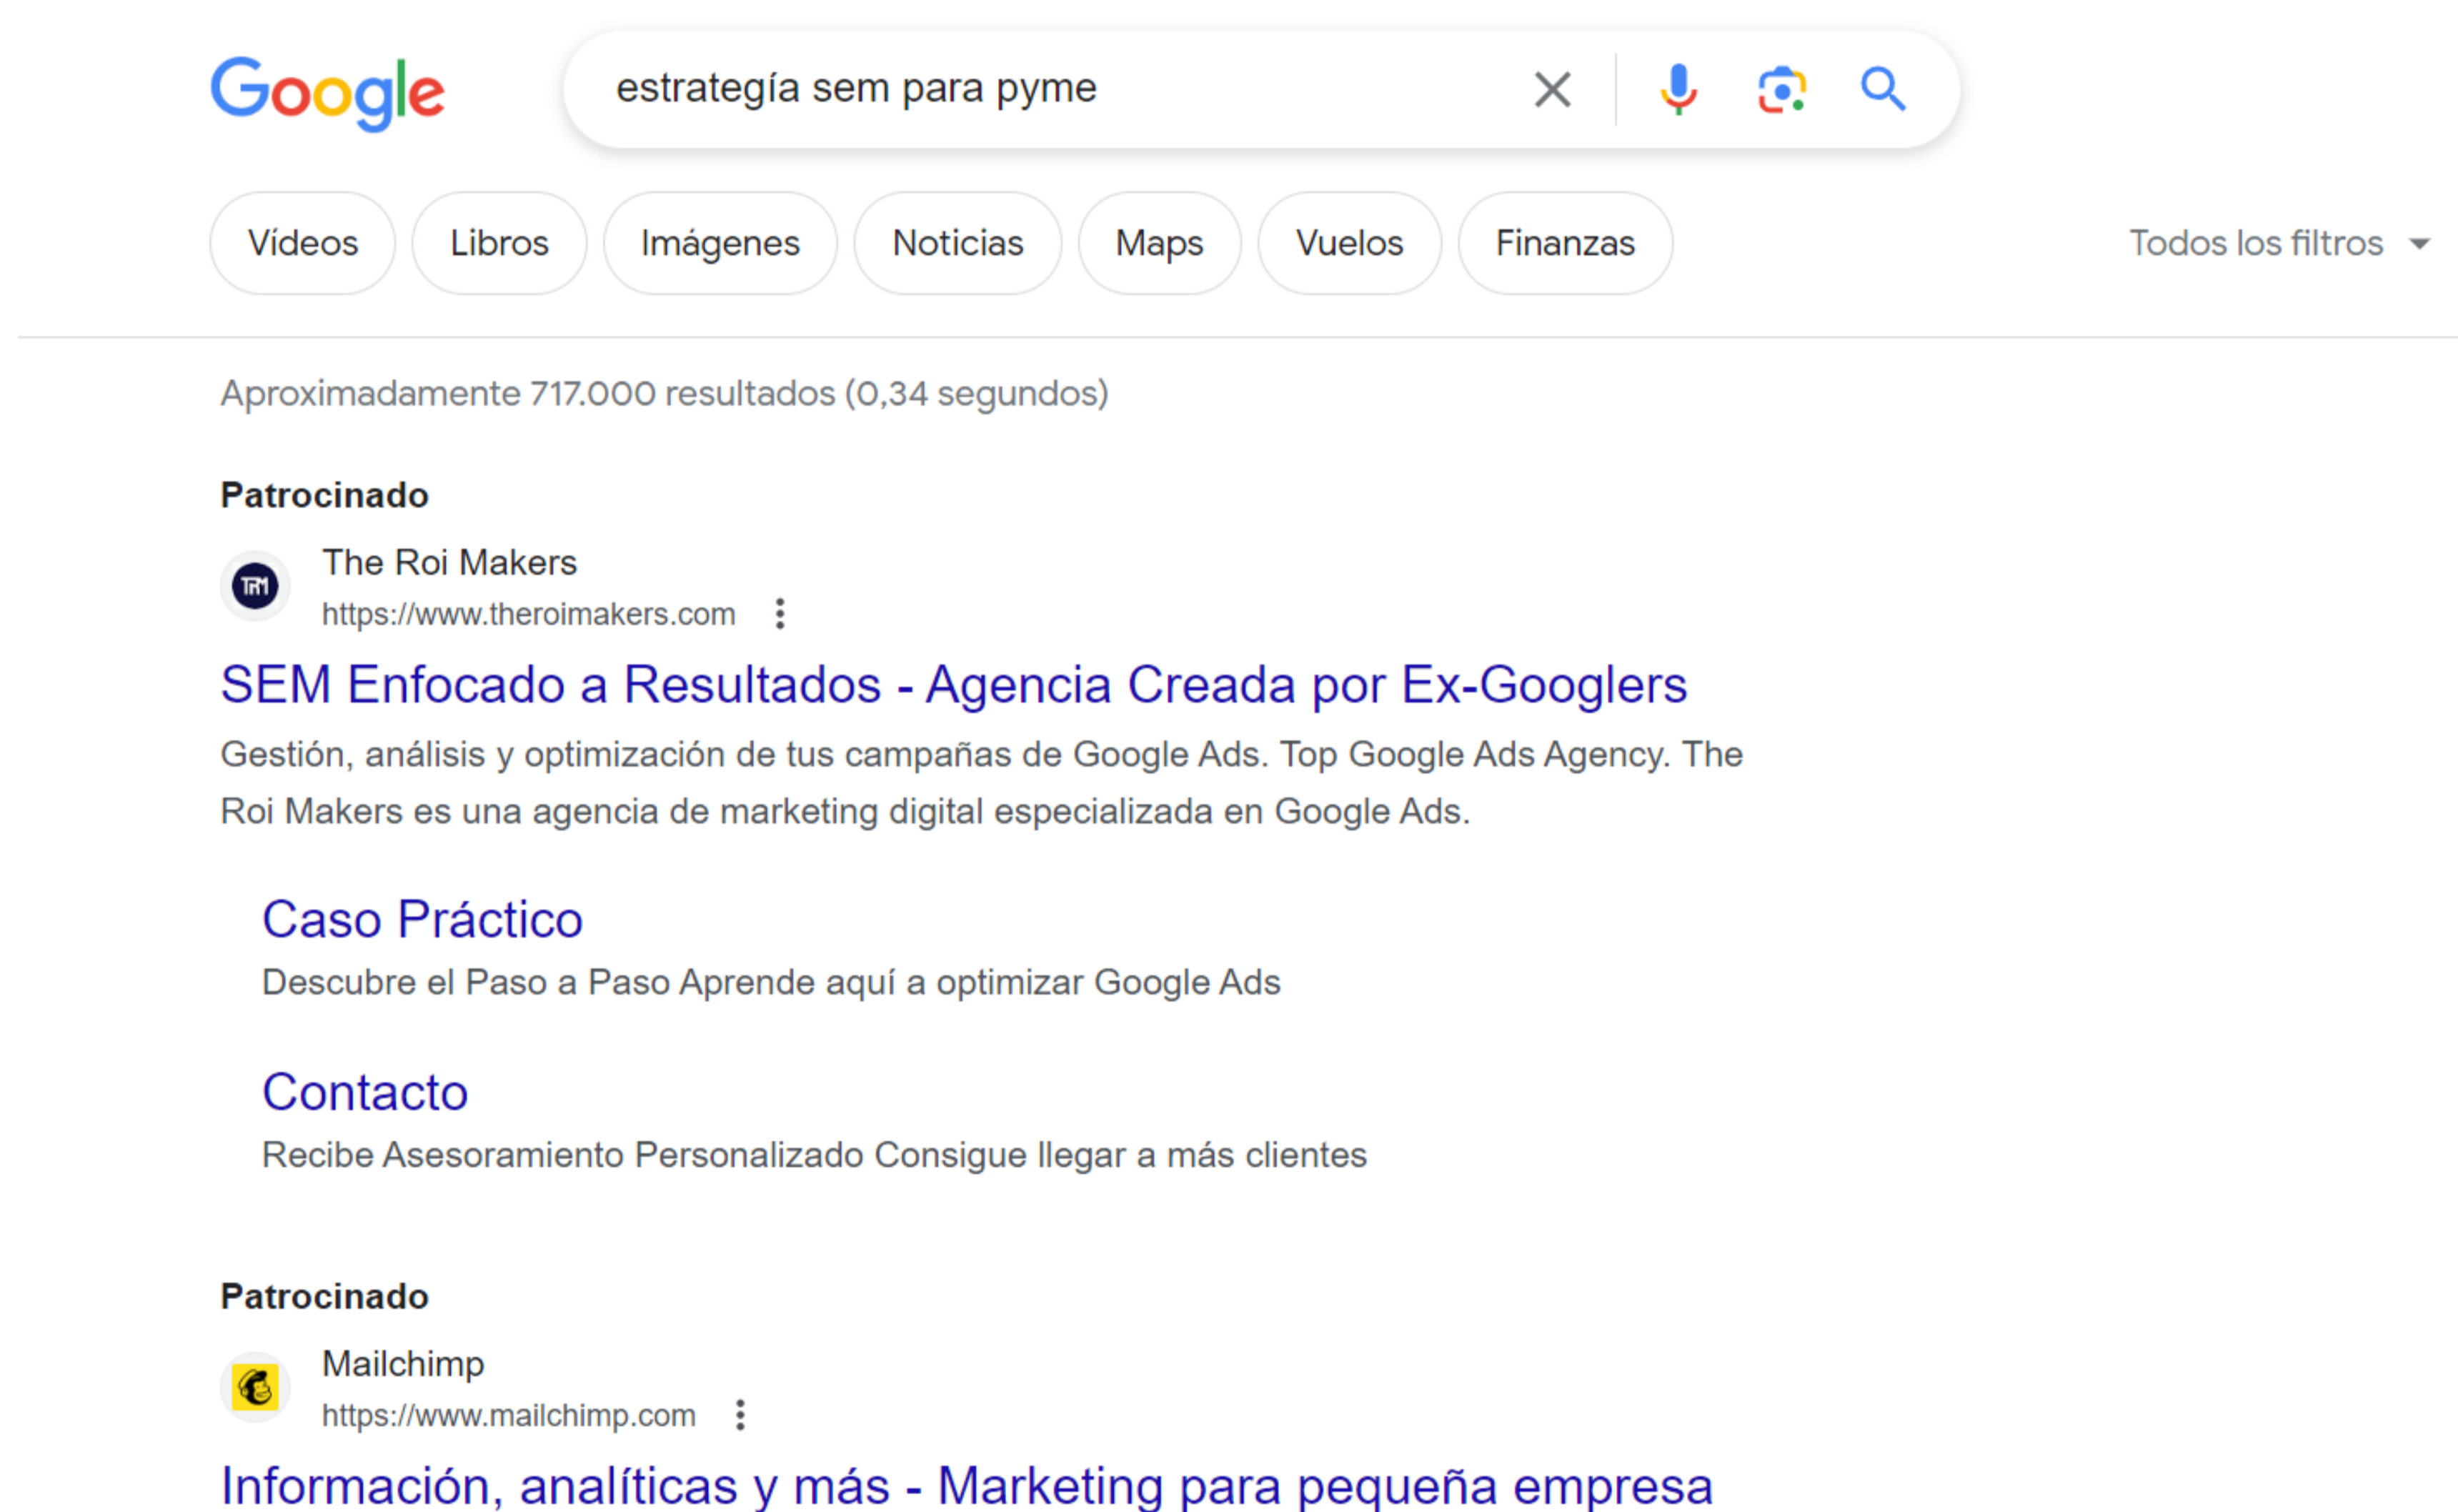 Google
estrategía sem para pyme
Vídeos Libros Imágenes Noticias Maps Vuelos Finanzas Todos los filtros
Aproximadamente 717.000 resultados (0,34 segundos)
Patrocinado
TRM
The Roi Makers
https://www.theroimakers.com
SEM Enfocado a Resultados - Agencia Creada por Ex-Googlers
Gestión, análisis y optimización de tus campañas de Google Ads. Top Google Ads Agency. The
Roi Makers es una agencia de marketing digital especializada en Google Ads.
Caso Práctico
Descubre el Paso a Paso Aprende aquí a optimizar Google Ads
Contacto
Recibe Asesoramiento Personalizado Consigue llegar a más clientes
Patrocinado
Mailchimp
https://www.mailchimp.com
Información, analíticas y más - Marketing para pequeña empresa